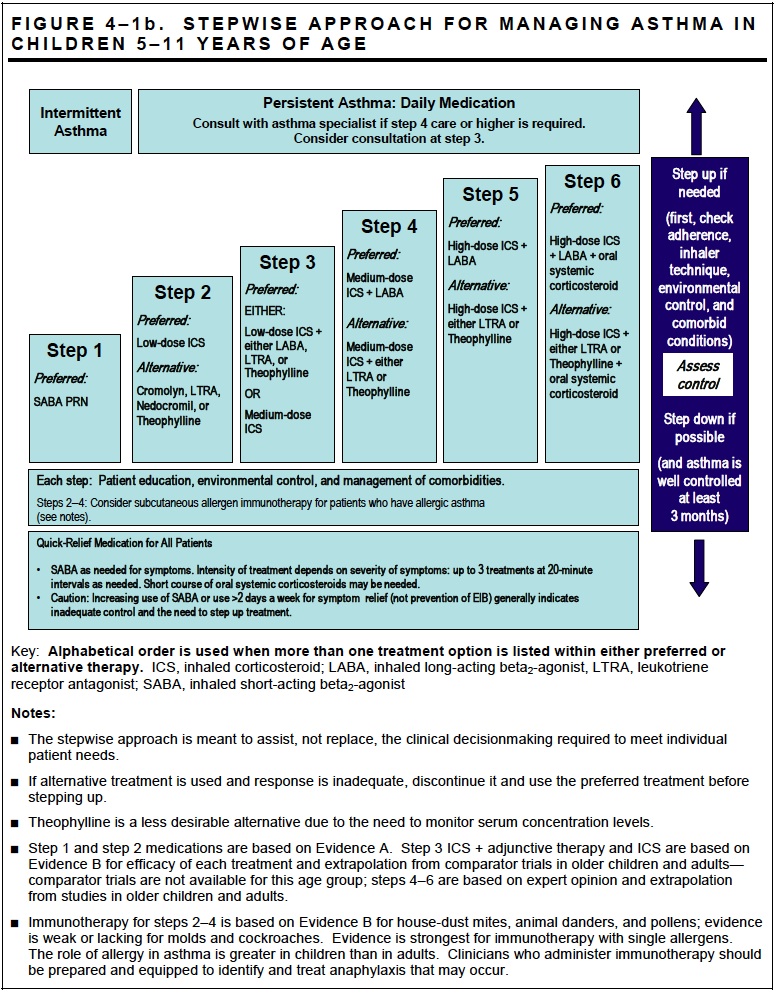 FIGURE 4–1b. STEPWISE APPROACH FOR MANAGING ASTHMA IN
CHILDREN 5–11 YEARS OF AGE
Intermittent
Asthma
Persistent Asthma: Daily Medication
Consult with asthma specialist if step 4 care or higher is required.
Consider consultation at step 3.
Step 1
Preferred:
SABA PRN
Step 2
Preferred:
Low-dose ICS
Alternative:
Cromolyn, LTRA,
Nedocromil, or
Theophylline
Step 3
Preferred:
EITHER:
Low-dose ICS +
either LABA,
LTRA, or
Theophylline
OR
Medium-dose
ICS
Step 4
Preferred:
Medium-dose
ICS + LABA
Alternative:
Medium-dose
ICS + either
LTRA or
Theophylline
Step 5
Preferred:
High-dose ICS +
LABA
Alternative:
High-dose ICS +
either LTRA or
Theophylline
Step 6
Preferred:
High-dose ICS
+ LABA + oral
systemic
corticosteroid
Alternative:
High-dose ICS +
either LTRA or
Theophylline +
oral systemic
corticosteroid
Step up if
needed
(first, check
adherence,
inhaler
technique,
environmental
control, and
comorbid
conditions)
Assess
control
Step down if
possible
(and asthma is
well controlled
at least
3 months)
Each step: Patient education, environmental control, and management of comorbidities.
Steps 2–4: Consider subcutaneous allergen immunotherapy for patients who have allergic asthma
(see notes).
Quick-Relief Medication for All Patients
• SABA as needed for symptoms. Intensity of treatment depends on severity of symptoms: up to 3 treatments at 20-minute
intervals as needed. Short course of oral systemic corticosteroids may be needed.
• Caution: Increasing use of SABA or use >2 days a week for symptom relief (not prevention of EIB) generally indicates
inadequate control and the need to step up treatment.
Key: Alphabetical order is used when more than one treatment option is listed within either preferred or
alternative therapy. ICS, inhaled corticosteroid; LABA, inhaled long-acting beta₂-agonist, LTRA, leukotriene
receptor antagonist; SABA, inhaled short-acting beta₂-agonist
Notes:
■ The stepwise approach is meant to assist, not replace, the clinical decisionmaking required to meet individual
patient needs.
■ If alternative treatment is used and response is inadequate, discontinue it and use the preferred treatment before
stepping up.
■ Theophylline is a less desirable alternative due to the need to monitor serum concentration levels.
■ Step 1 and step 2 medications are based on Evidence A. Step 3 ICS + adjunctive therapy and ICS are based on
Evidence B for efficacy of each treatment and extrapolation from comparator trials in older children and adults—
comparator trials are not available for this age group; steps 4–6 are based on expert opinion and extrapolation
from studies in older children and adults.
■ Immunotherapy for steps 2–4 is based on Evidence B for house-dust mites, animal danders, and pollens; evidence
is weak or lacking for molds and cockroaches. Evidence is strongest for immunotherapy with single allergens.
The role of allergy in asthma is greater in children than in adults. Clinicians who administer immunotherapy should
be prepared and equipped to identify and treat anaphylaxis that may occur.